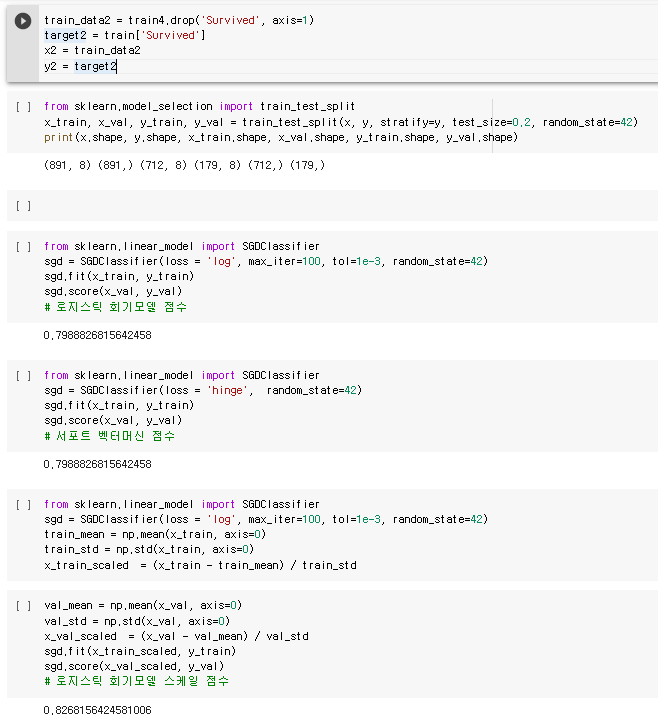 train_data2 = train4.drop('Survived', axis=1)
target2 = train['Survived']
x2 = train_data2
y2 = target2
[ ] from sklearn.model_selection import train_test_split
x_train, x_val, y_train, y_val = train_test_split(x, y, stratify=y, test_size=0.2, random_state=42)
print(x.shape, y.shape, x_train.shape, x_val.shape, y_train.shape, y_val.shape)
(891, 8) (891,) (712, 8) (179, 8) (712,) (179,)
[ ]
[ ] from sklearn.linear_model import SGDClassifier
sgd = SGDClassifier(loss = 'log', max_iter=100, tol=1e-3, random_state=42)
sgd.fit(x_train, y_train)
sgd.score(x_val, y_val)
# 로지스틱 회기모델 점수
0.7988826815642458
[ ] from sklearn.linear_model import SGDClassifier
sgd = SGDClassifier(loss = 'hinge', random_state=42)
sgd.fit(x_train, y_train)
sgd.score(x_val, y_val)
# 서포트 벡터머신 점수
0.7988826815642458
[ ] from sklearn.linear_model import SGDClassifier
sgd = SGDClassifier(loss = 'log', max_iter=100, tol=1e-3, random_state=42)
train_mean = np.mean(x_train, axis=0)
train_std = np.std(x_train, axis=0)
x_train_scaled = (x_train - train_mean) / train_std
[ ] val_mean = np.mean(x_val, axis=0)
val_std = np.std(x_val, axis=0)
x_val_scaled = (x_val - val_mean) / val_std
sgd.fit(x_train_scaled, y_train)
sgd.score(x_val_scaled, y_val)
# 로지스틱 회기모델 스케일 점수
0.8268156424581006